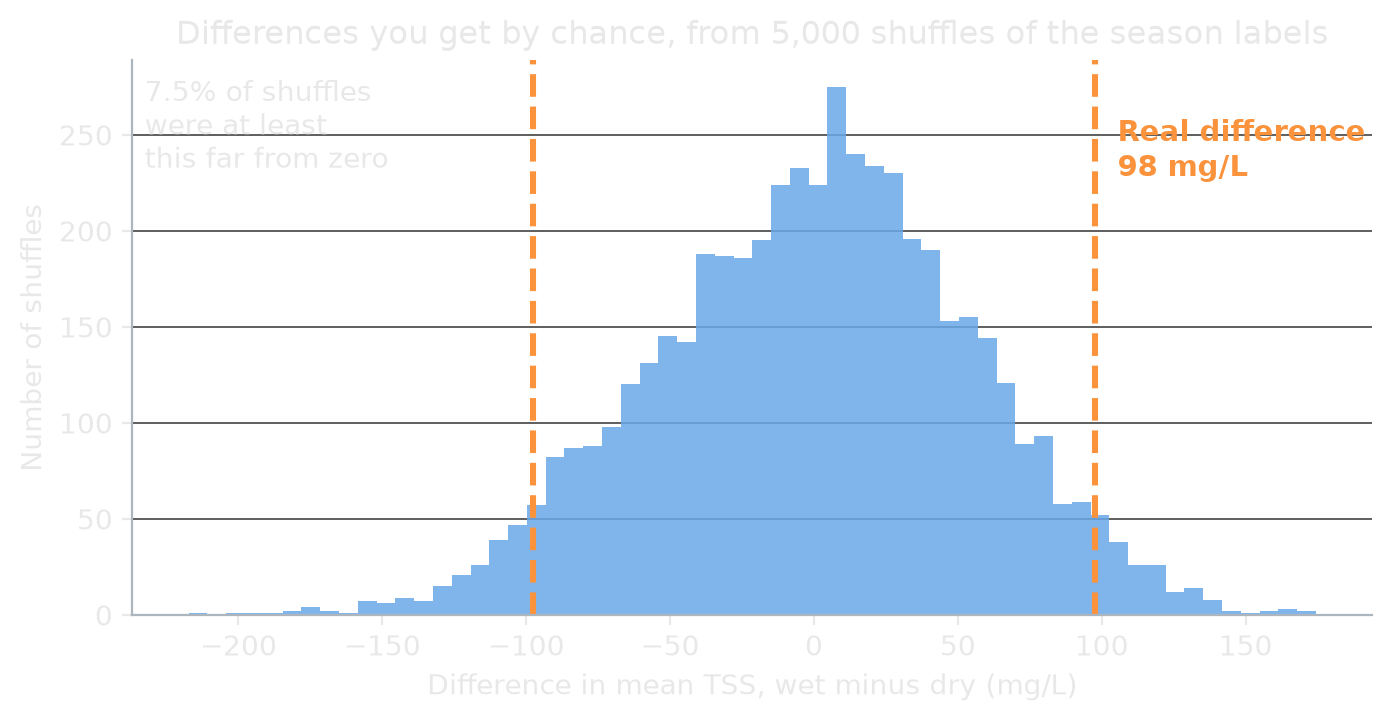 Differences you get by chance, from 5,000 shuffles of the season labels
7.5% of shuffles
were at least
this far from zero
Real difference
98 mg/L
Number of shuffles
250
200
150
100
50
0
−200 −150 −100 −50 0 50 100 150
Difference in mean TSS, wet minus dry (mg/L)